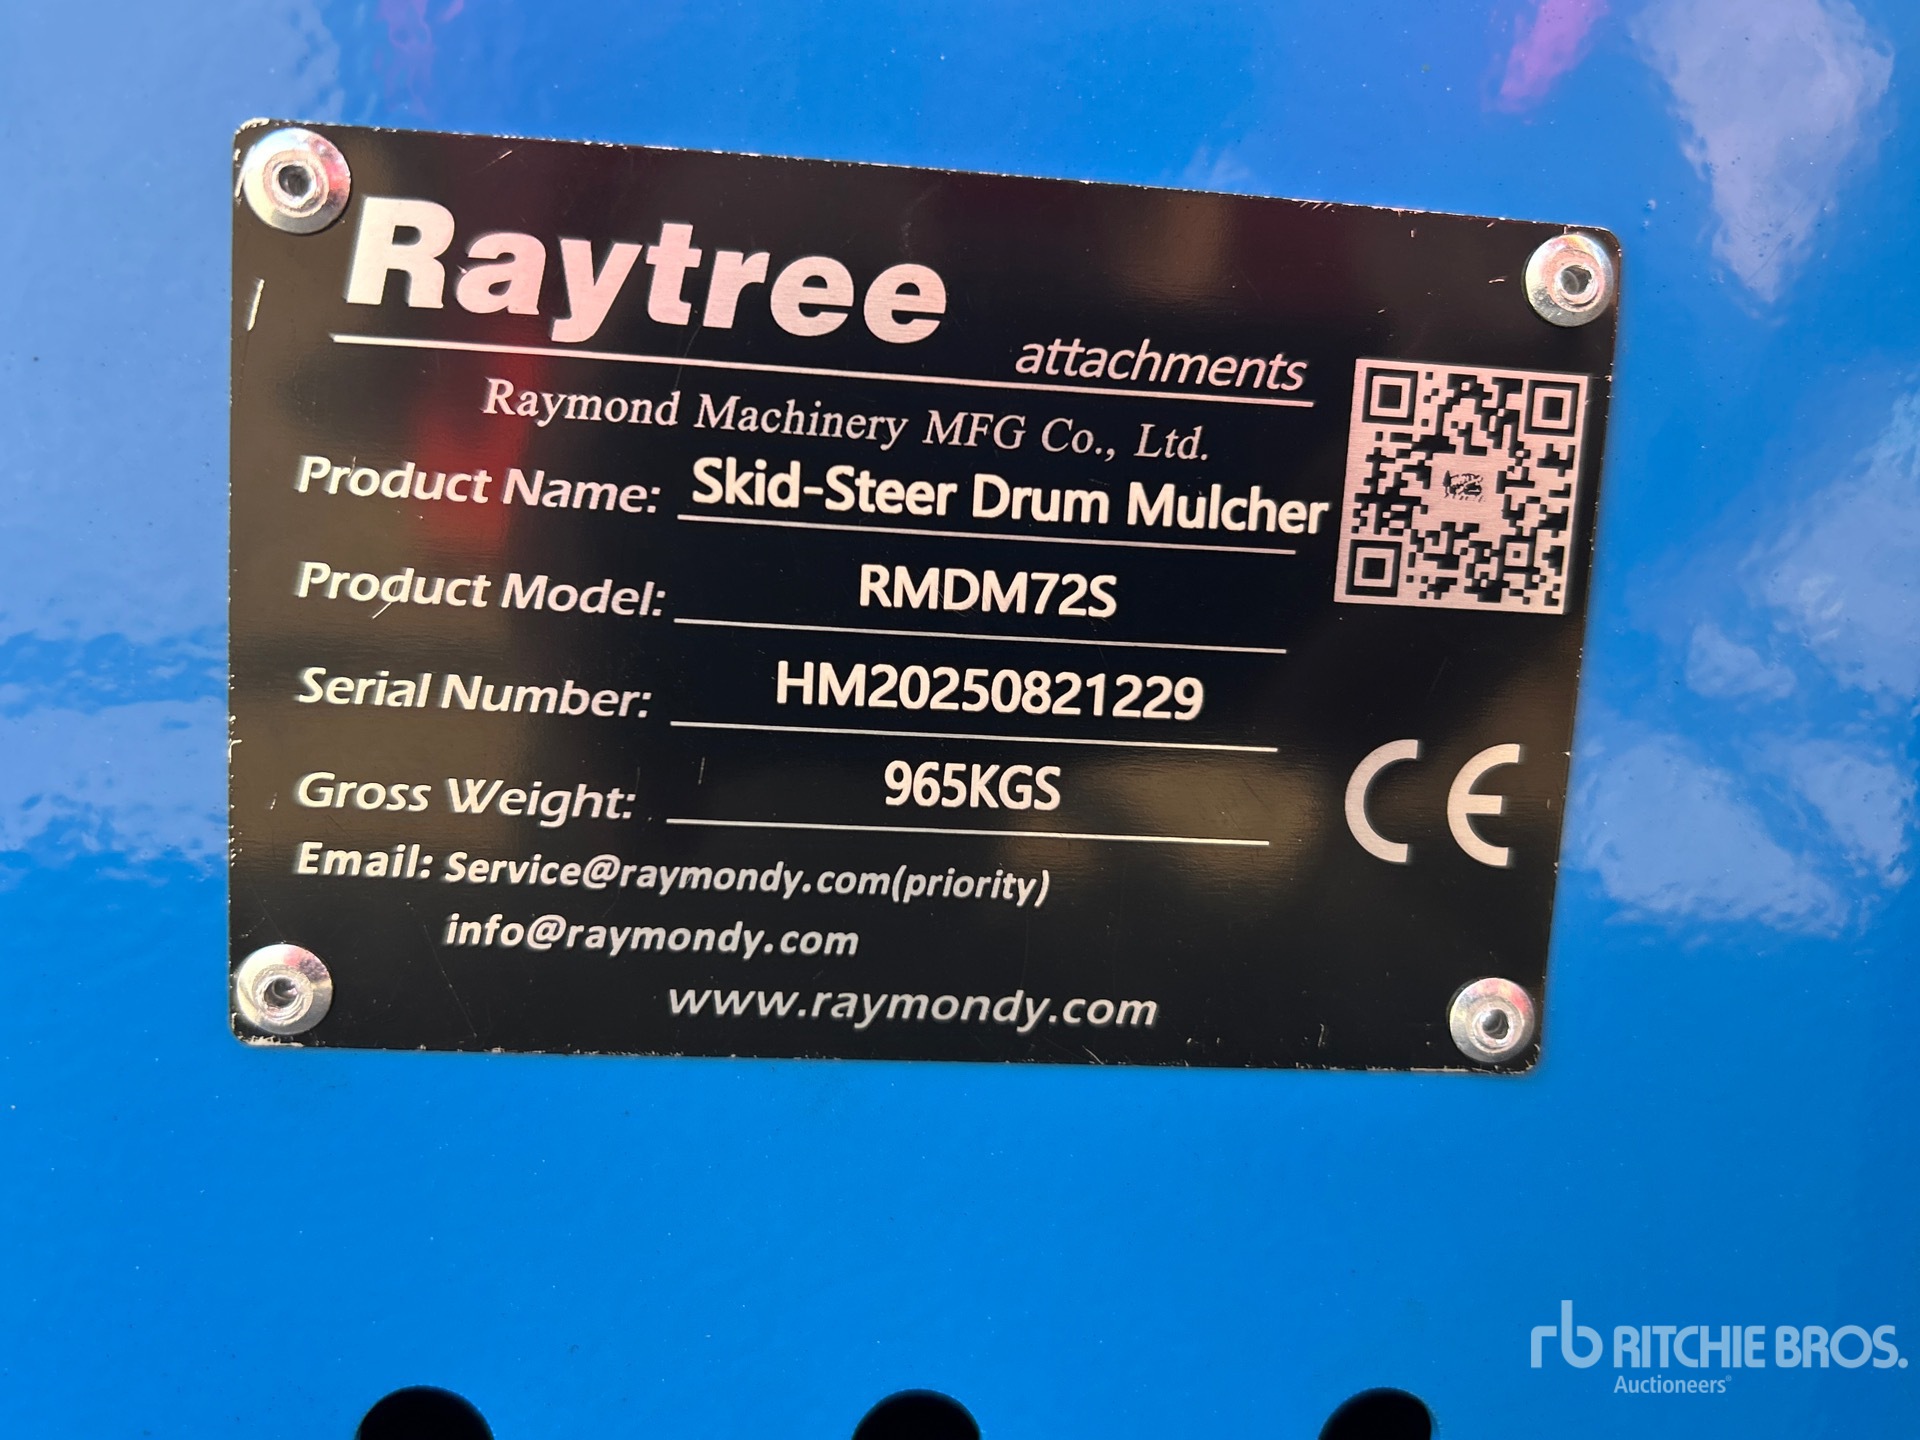 Raytree
attachments
Raymond Machinery MFG Co., Ltd.
Product Name: Skid-Steer Drum Mulcher
Product Model: RMDM72S
Serial Number: HM20250821229
Gross Weight: 965KGS
CE
Email: Service@raymondy.com(priority)
info@raymondy.com
www.raymondy.com
rb RITCHIE BROS.
Auctioneers®